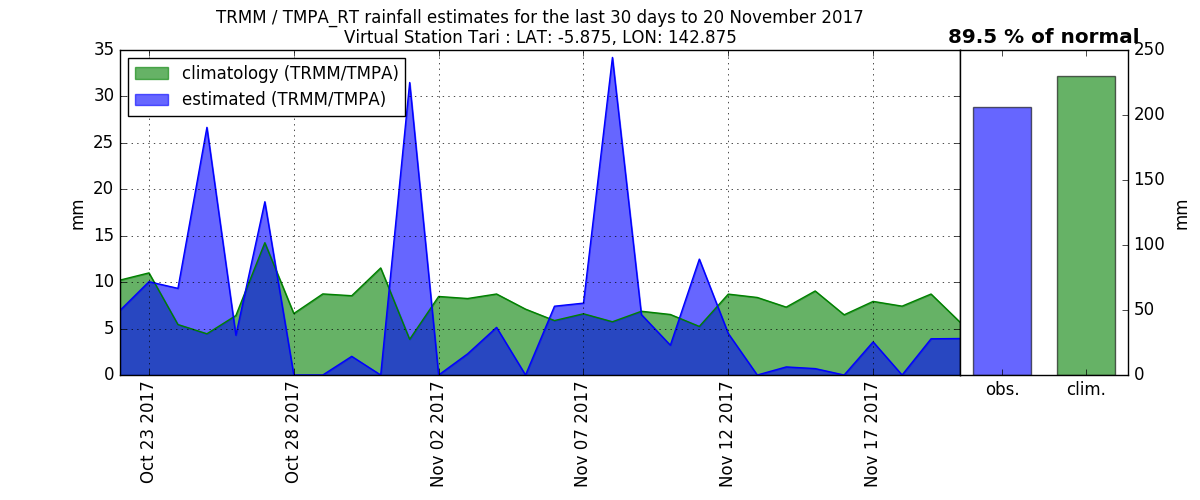 TRMM / TMPA_RT rainfall estimates for the last 30 days to 20 November 2017
Virtual Station Tari : LAT: -5.875, LON: 142.875
89.5 % of normal
climatology (TRMM/TMPA)
estimated (TRMM/TMPA)
mm
35
30
25
20
15
10
5
0
Oct 23 2017
Oct 28 2017
Nov 02 2017
Nov 07 2017
Nov 12 2017
Nov 17 2017
250
200
150
100
50
0
mm
obs.
clim.